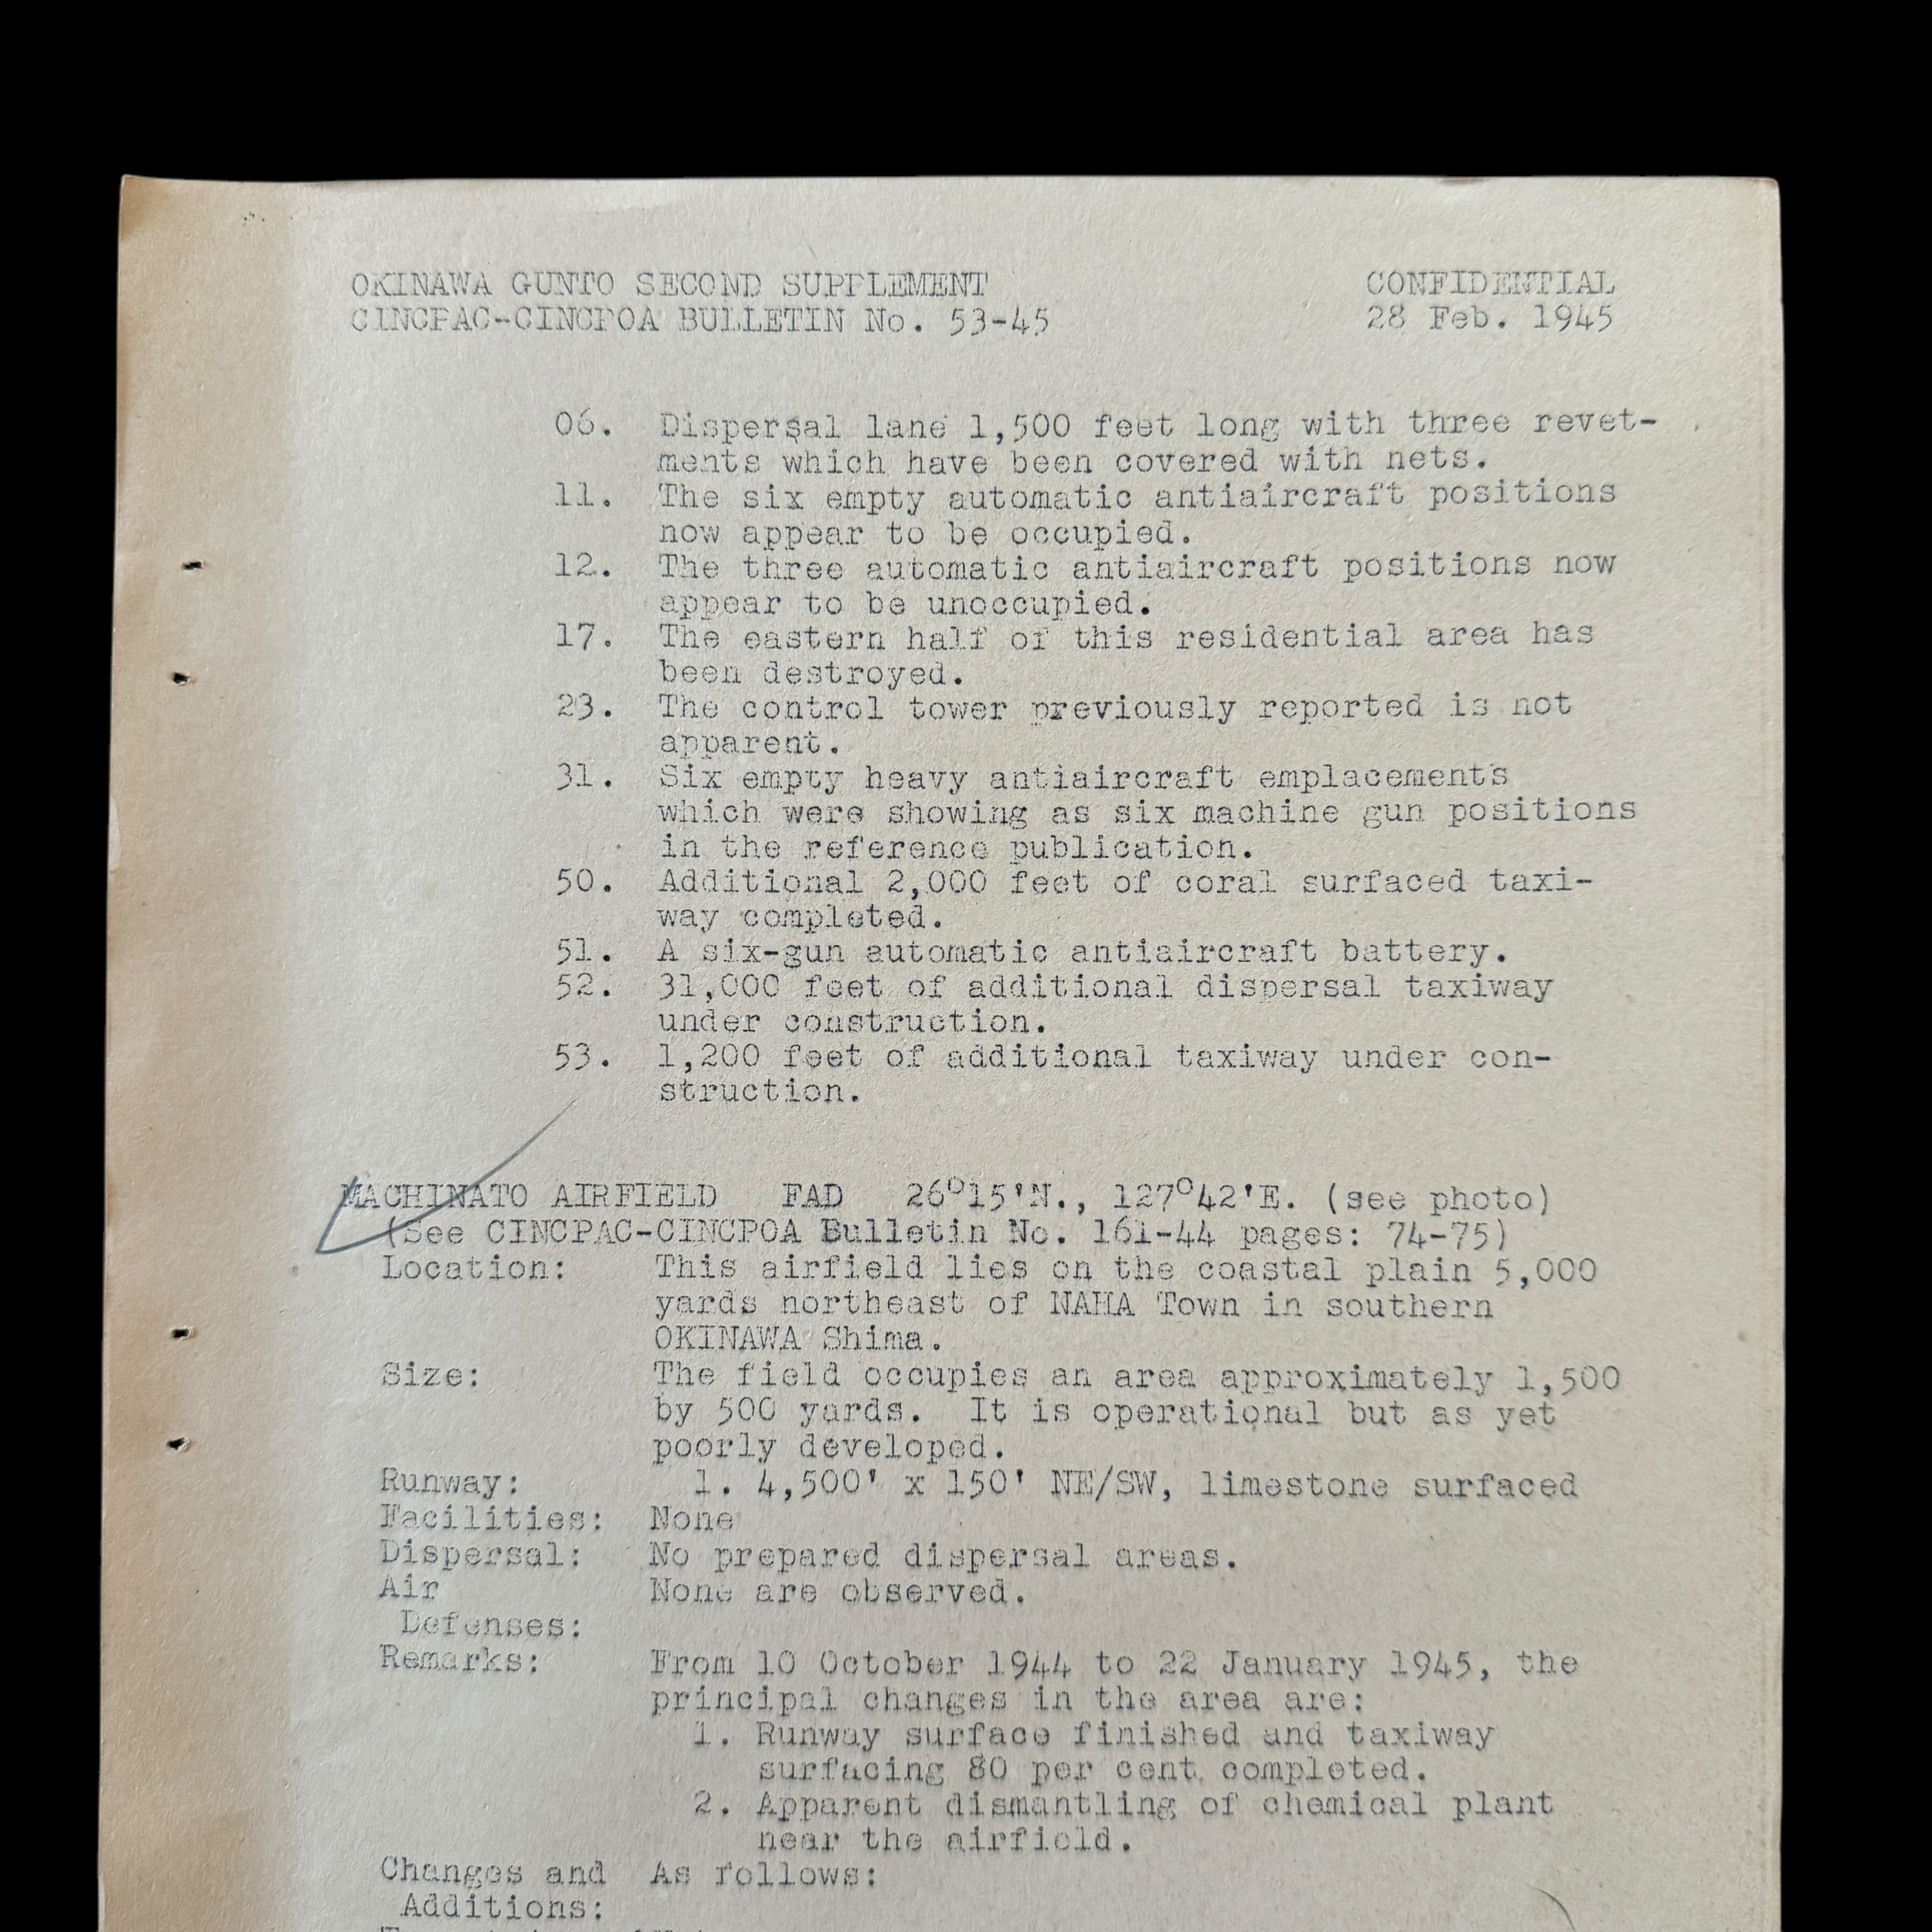 OKINAWA GUNTO SECOND SUPPLEMENT CONFIDENTIAL
CINCPAC-CINCPOA BULLETIN No. 53-45 28 Feb. 1945
06. Dispersal lane 1,500 feet long with three revet-
ments which have been covered with nets.
11. The six empty automatic antiaircraft positions
now appear to be occupied.
12. The three automatic antiaircraft positions now
appear to be unoccupied.
17. The eastern half of this residential area has
been destroyed.
23. The control tower previously reported is not
apparent.
31. Six empty heavy antiaircraft emplacements
which were showing as six machine gun positions
in the reference publication.
50. Additional 2,000 feet of coral surfaced taxi-
way completed.
51. A six-gun automatic antiaircraft battery.
52. 31,000 feet of additional dispersal taxiway
under construction.
53. 1,200 feet of additional taxiway under con-
struction.
MACHINATO AIRFIELD FAD 26°15'N., 127°42'E. (see photo)
(See CINCPAC-CINCPOA Bulletin No. 161-44 pages: 74-75)
Location: This airfield lies on the coastal plain 5,000
yards northeast of NAHA Town in southern
OKINAWA Shima.
Size: The field occupies an area approximately 1,500
by 500 yards. It is operational but as yet
poorly developed.
Runway: 1. 4,500' x 150' NE/SW, limestone surfaced
Facilities: None
Dispersal: No prepared dispersal areas.
Air None are observed.
Defenses:
Remarks: From 10 October 1944 to 22 January 1945, the
principal changes in the area are:
1. Runway surface finished and taxiway
surfacing 80 per cent completed.
2. Apparent dismantling of chemical plant
near the airfield.
Changes and As follows:
Additions: